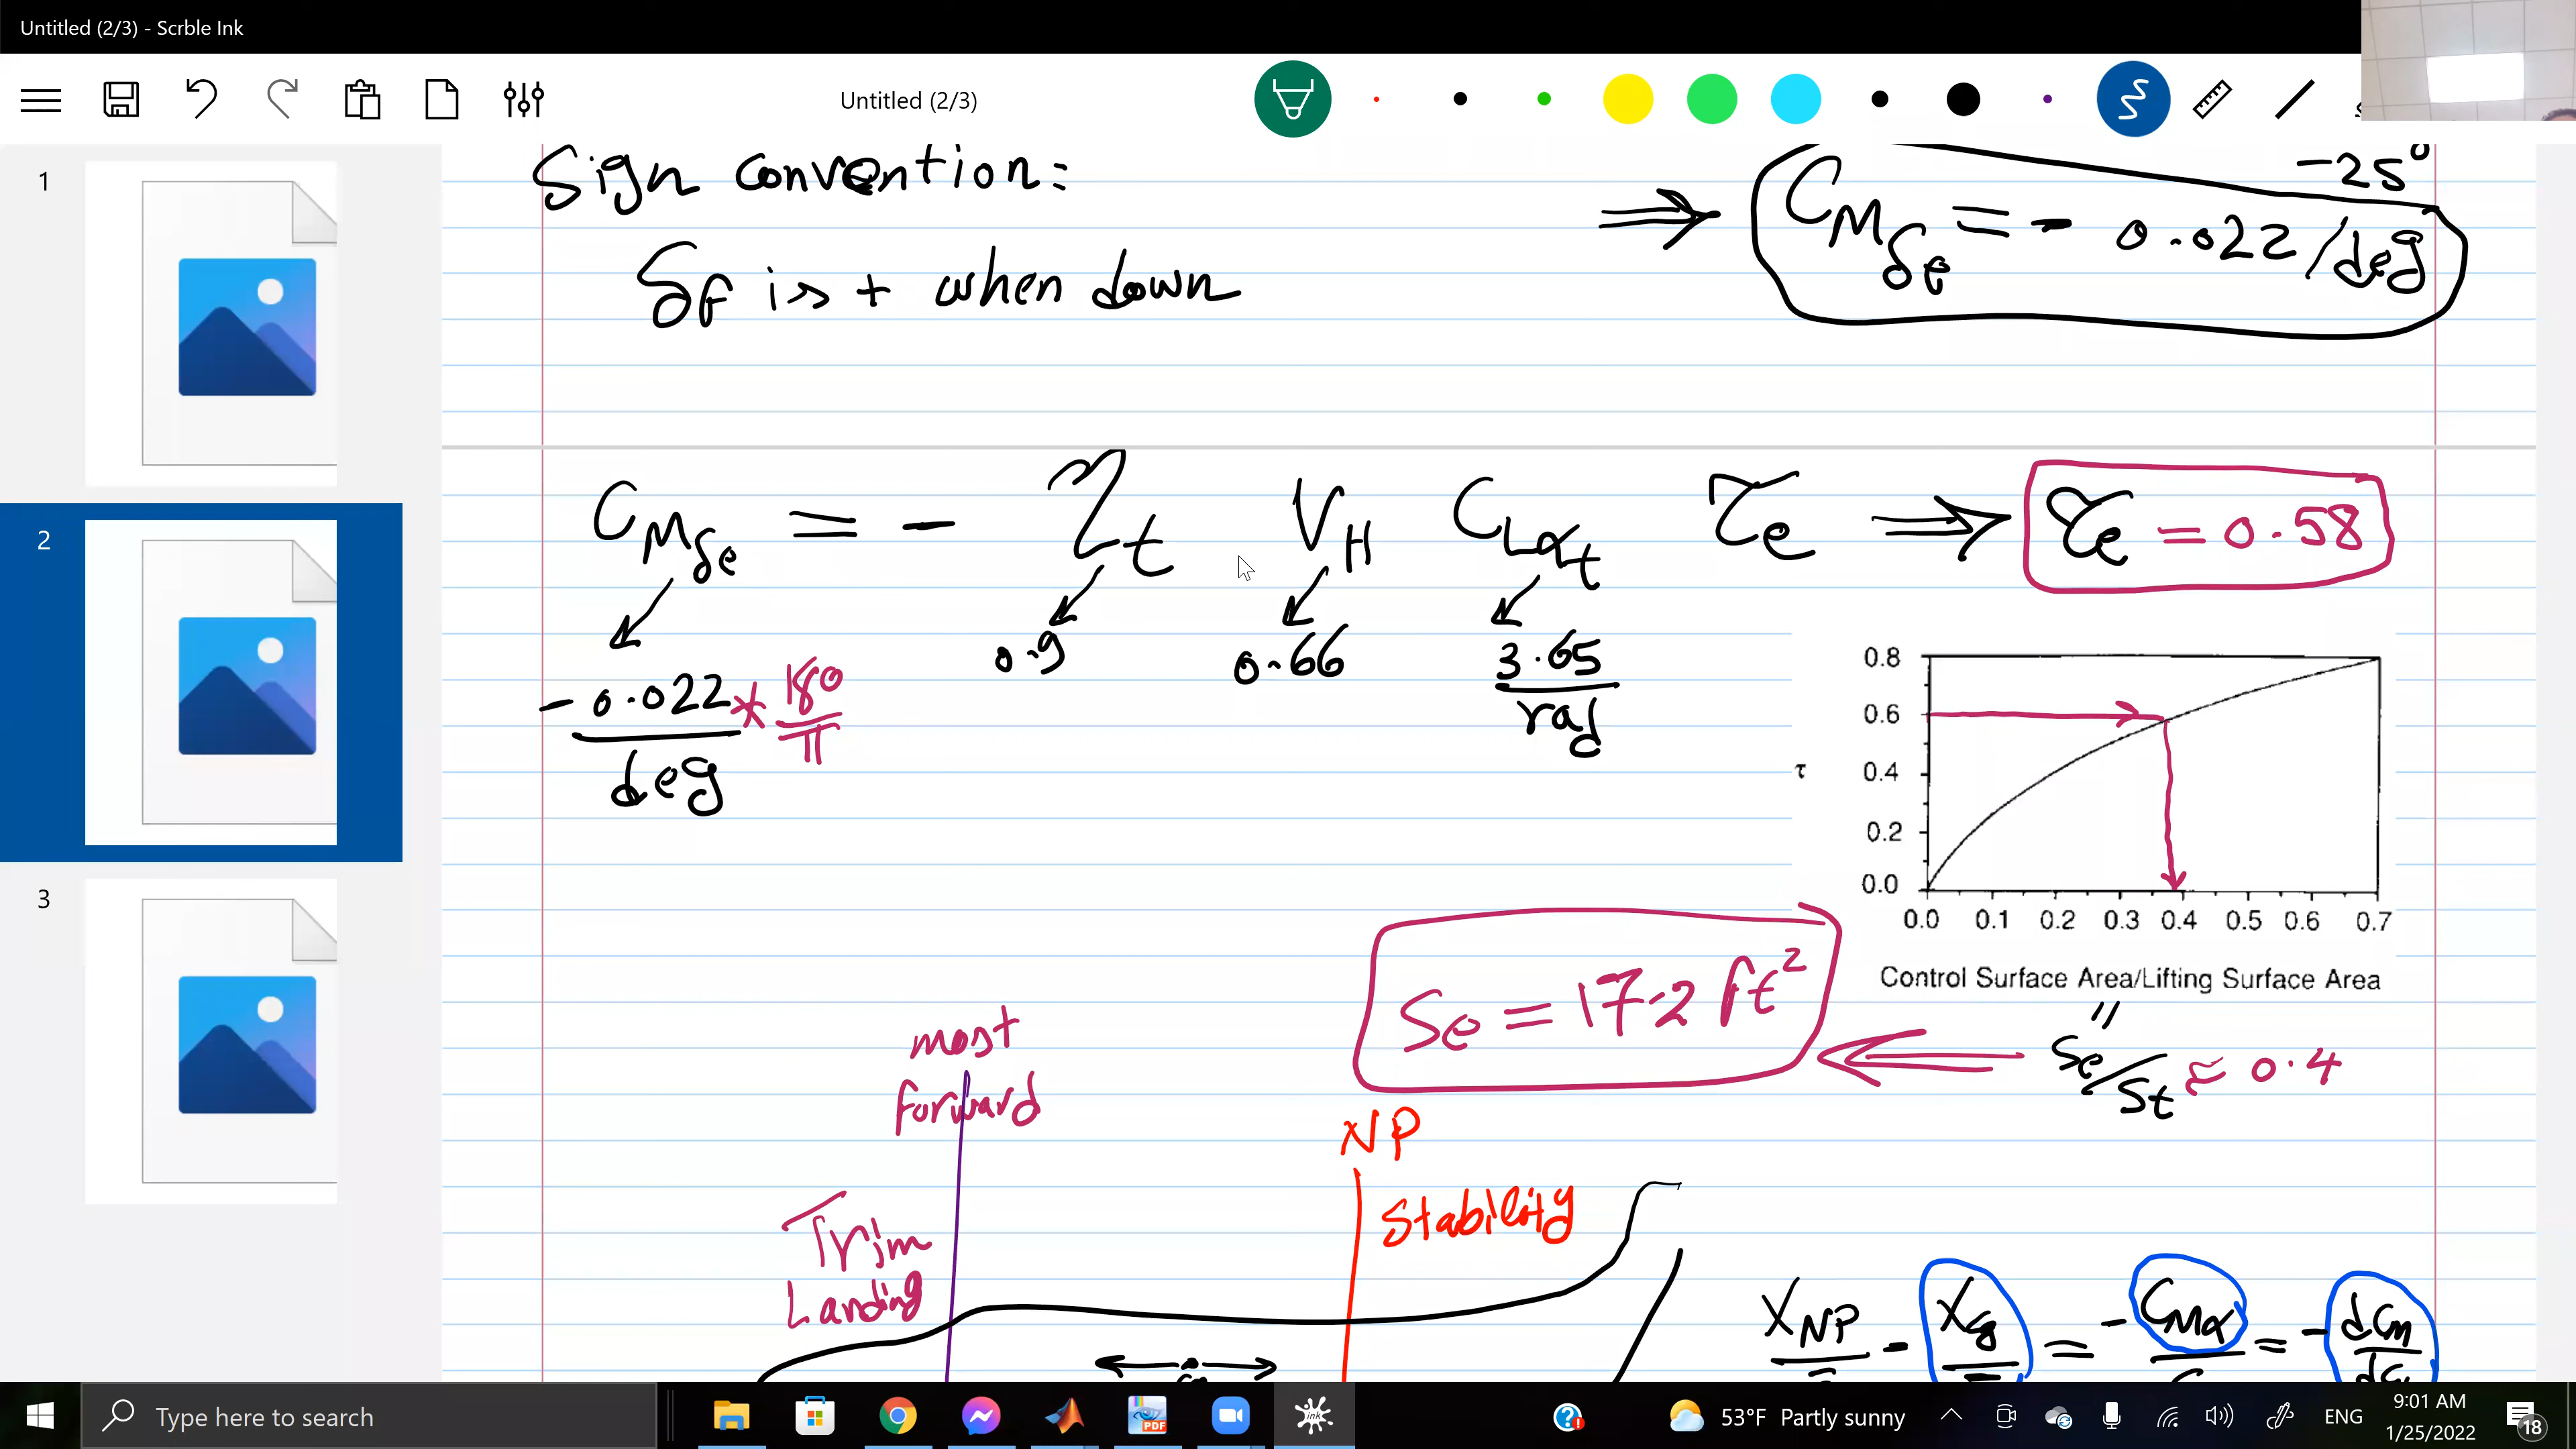 Untitled (2/3) - Scrble Ink
Untitled (2/3)
1
2
3
Sign convention:
δF is + when down
-25°
⇒ CMδe = - 0.022/deg
CMδe = - ηt VH CLαt τe ⇒ τe = 0.58
-0.022/deg * 180/π
0.9
0.66
3.65/rad
0.8
0.6
τ 0.4
0.2
0.0
0.0 0.1 0.2 0.3 0.4 0.5 0.6 0.7
Control Surface Area/Lifting Surface Area
"
Se/St ≈ 0.4
Se = 17.2 ft²
most
forward
NP
Stability
Trim
Landing
XNP - Xcg = - CMα = - dCm
Type here to search
53°F Partly sunny
ENG
9:01 AM
1/25/2022
18